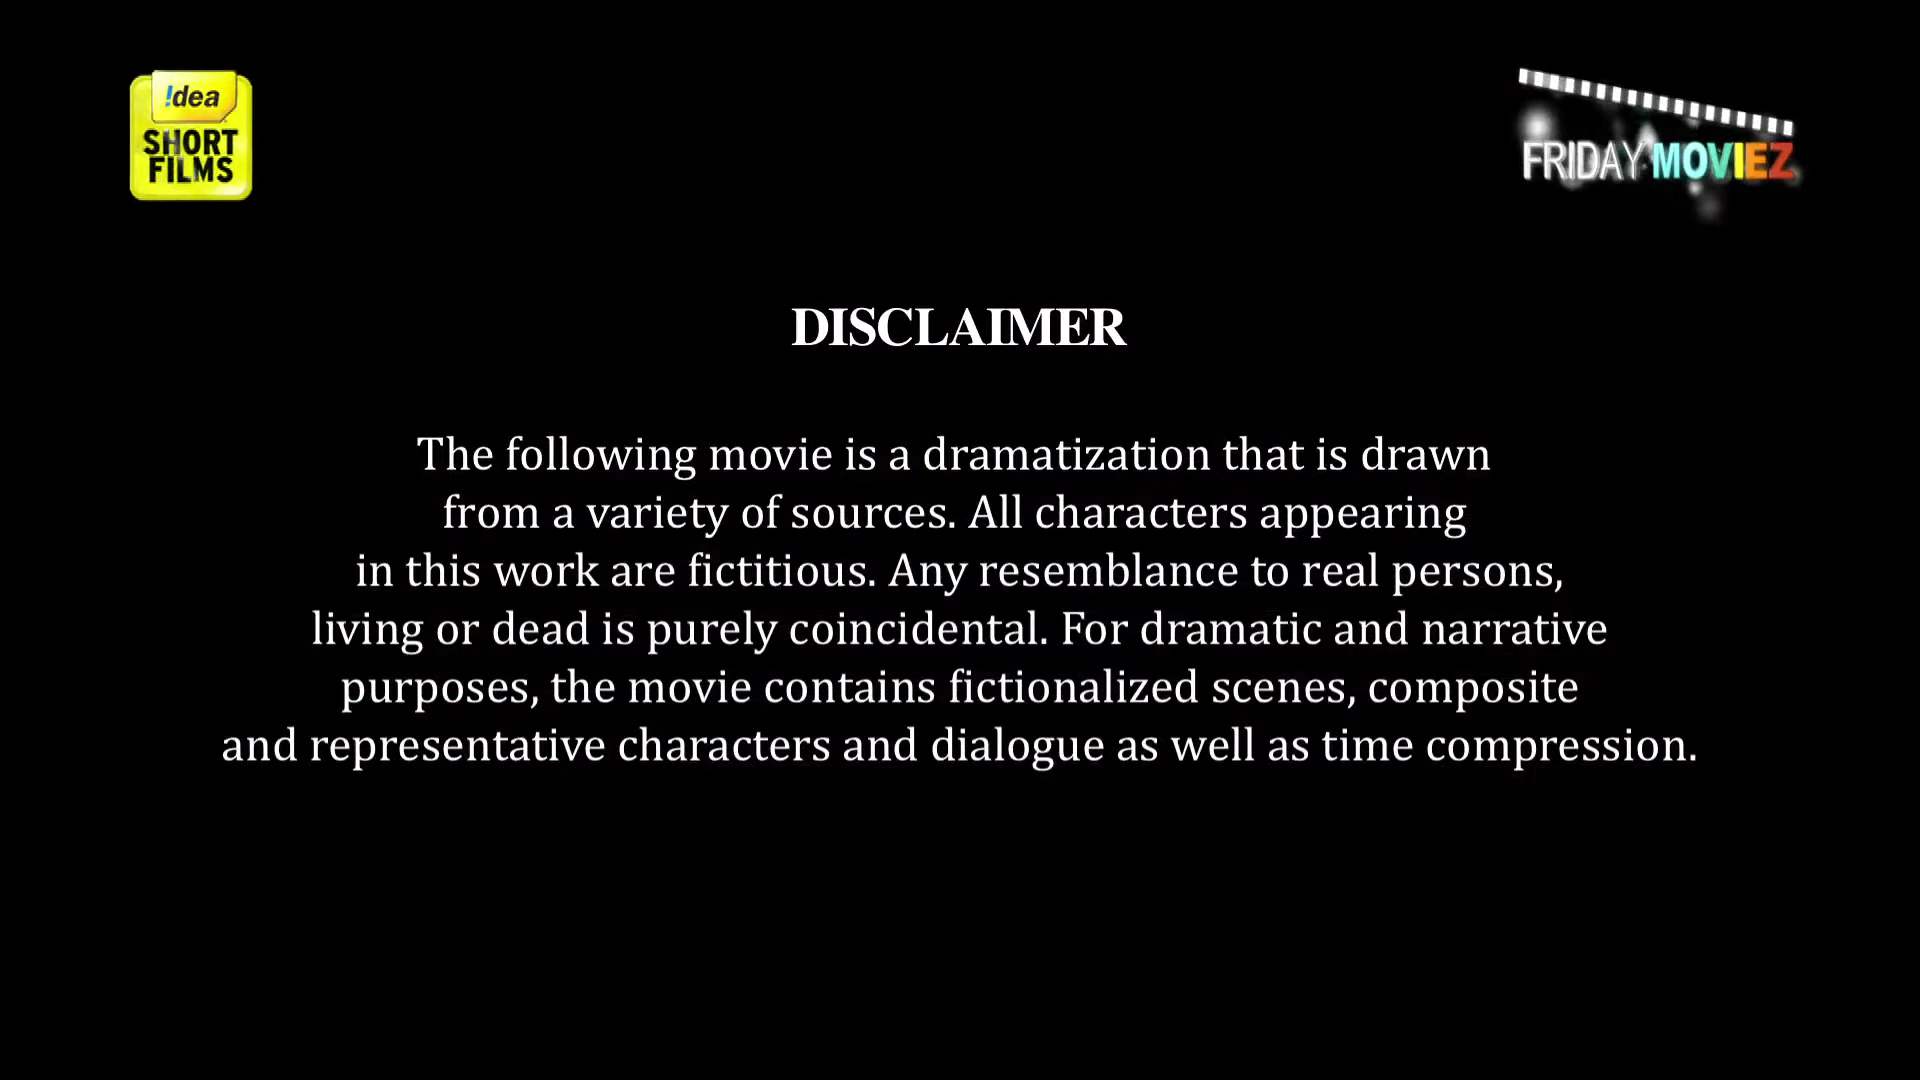 !dea
SHORT
FILMS
FRIDAY MOVIEZ
DISCLAIMER
The following movie is a dramatization that is drawn
from a variety of sources. All characters appearing
in this work are fictitious. Any resemblance to real persons,
living or dead is purely coincidental. For dramatic and narrative
purposes, the movie contains fictionalized scenes, composite
and representative characters and dialogue as well as time compression.